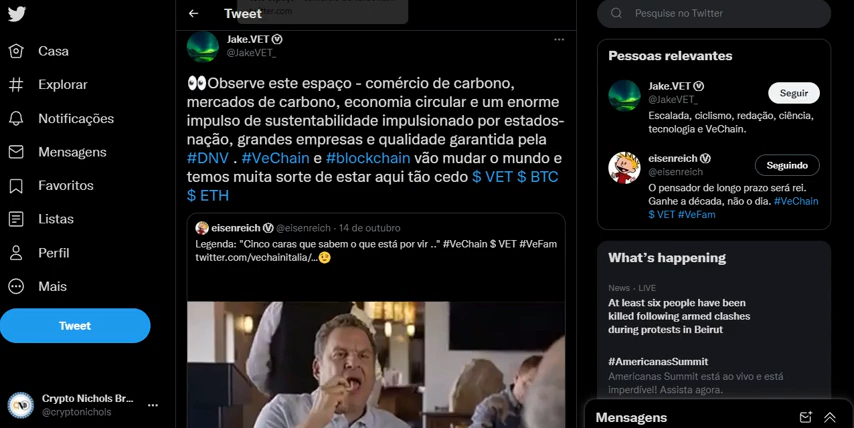 Casa
Explorar
Notificações
Mensagens
Favoritos
Listas
Perfil
Mais
Tweet
Crypto Nichols Br...
@cryptonichols
Tweet
Jake.VET
@JakeVET_
👀Observe este espaço - comércio de carbono,
mercados de carbono, economia circular e um enorme
impulso de sustentabilidade impulsionado por estados-
nação, grandes empresas e qualidade garantida pela
#DNV . #VeChain e #blockchain vão mudar o mundo e
temos muita sorte de estar aqui tão cedo $ VET $ BTC
$ ETH
eisenreich @eisenreich · 14 de outubro
Legenda: "Cinco caras que sabem o que está por vir .." #VeChain $ VET #VeFam
twitter.com/vechainitalia/...😉
Pesquise no Twitter
Pessoas relevantes
Jake.VET
@JakeVET_
Seguir
Escalada, ciclismo, redação, ciência,
tecnologia e VeChain.
eisenreich
@eisenreich
Seguindo
O pensador de longo prazo será rei.
Ganhe a década, não o dia. #VeChain
$ VET #VeFam
What's happening
News · LIVE
At least six people have been
killed following armed clashes
during protests in Beirut
#AmericanasSummit
Americanas Summit está ao vivo e está
imperdível! Assista agora.
Mensagens